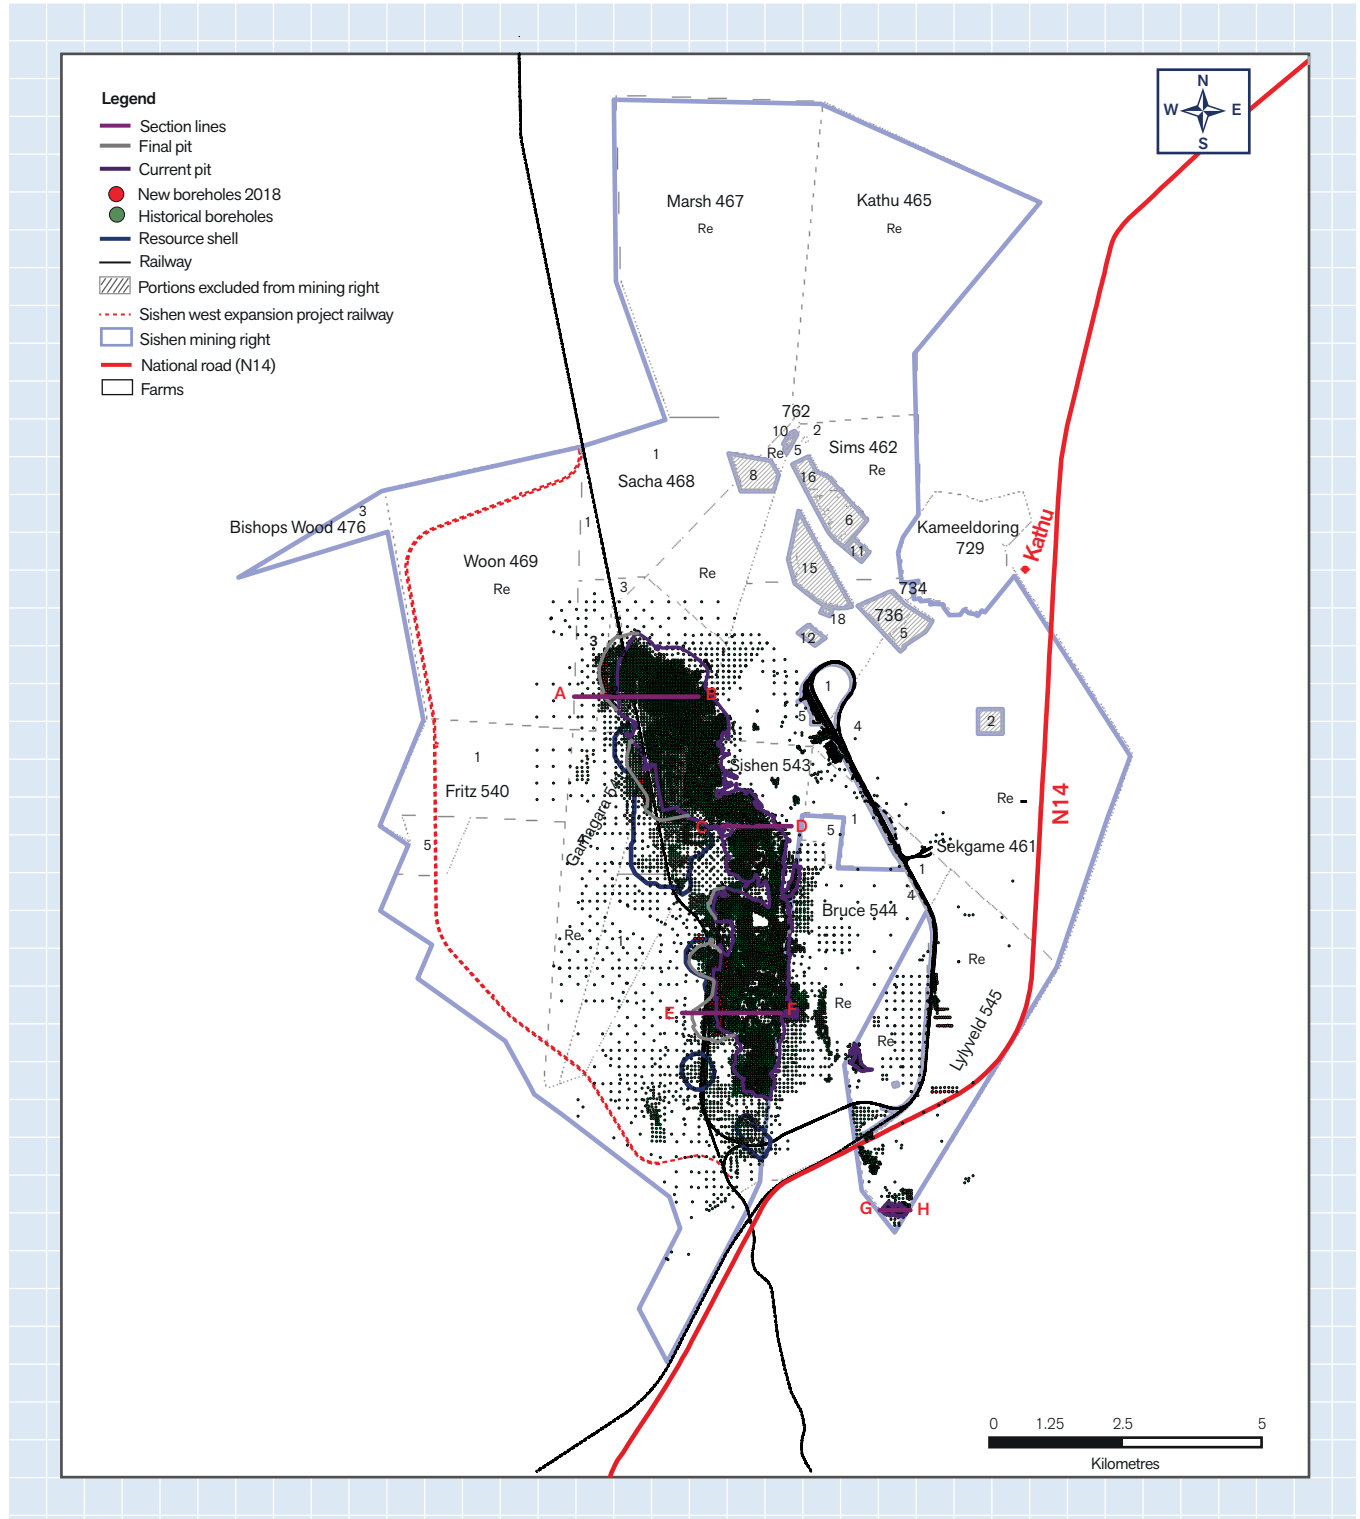 Legend
Section lines
Final pit
Current pit
New boreholes 2018
Historical boreholes
Resource shell
Railway
Portions excluded from mining right
Sishen west expansion project railway
Sishen mining right
National road (N14)
Farms
N
W E
S
Marsh 467
Re
Kathu 465
Re
762
10
2
Re
5
Sims 462
Re
1
Sacha 468
8
16
6
11
3
Bishops Wood 476
1
Kameeldoring
729
Kathu
Woon 469
Re
Re
15
3
734
736
5
18
12
3
A
B
1
5
4
2
1
Sishen 543
Fritz 540
Re
N14
Gamagara 54
C
D
5
1
5
Sekgame 461
1
4
Bruce 544
Re
1
Re
Re
E
F
Re
Lylyveld 545
G
H
0 1.25 2.5 5
Kilometres